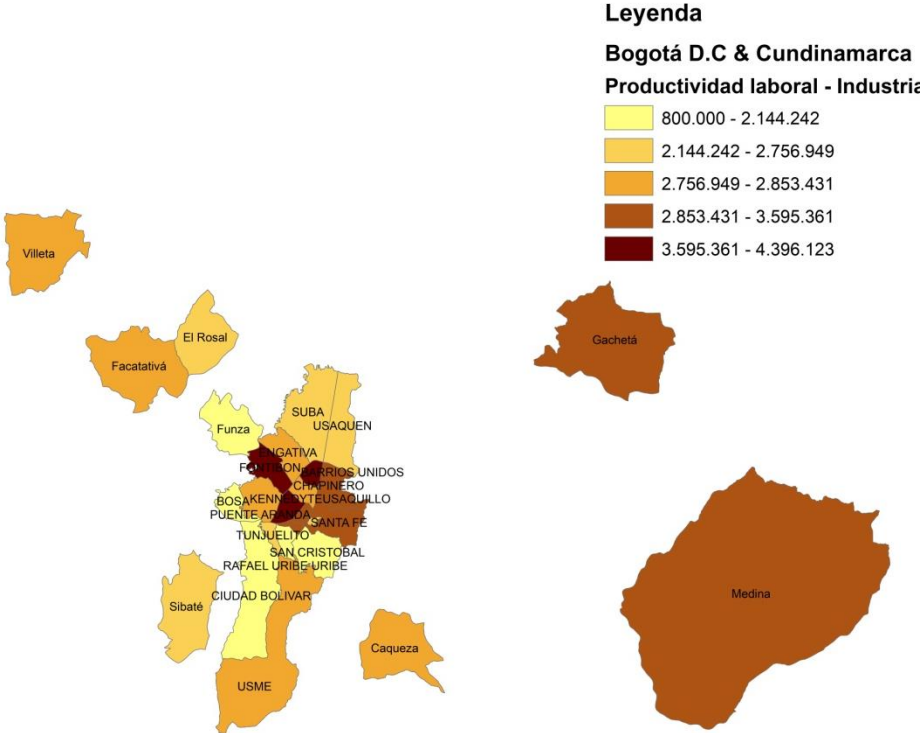 Leyenda
Bogotá D.C & Cundinamarca
Productividad laboral - Industria
800.000 - 2.144.242
2.144.242 - 2.756.949
2.756.949 - 2.853.431
2.853.431 - 3.595.361
3.595.361 - 4.396.123
Villeta
El Rosal
Gachetá
Facatativá
SUBA
USAQUEN
Funza
ENGATIVA
FONTIBON
BARRIOS UNIDOS
CHAPINERO
BOSA
KENNEDY
TEUSAQUILLO
PUENTE ARANDA
SANTA FE
TUNJUELITO
SAN CRISTOBAL
RAFAEL URIBE URIBE
CIUDAD BOLIVAR
Medina
Sibaté
Caqueza
USME